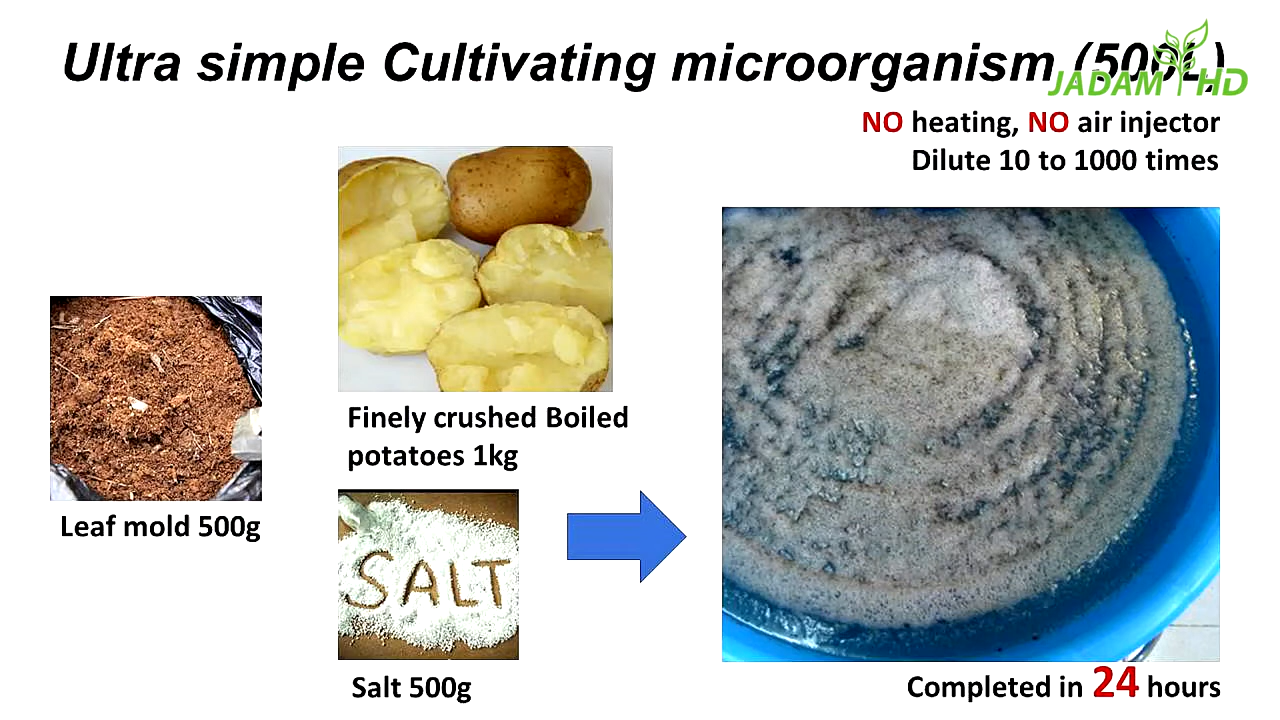 Ultra simple Cultivating microorganism (500L)
JADAM HD
NO heating, NO air injector
Dilute 10 to 1000 times
Finely crushed Boiled
potatoes 1kg
Leaf mold 500g
SALT
Salt 500g
Completed in 24 hours